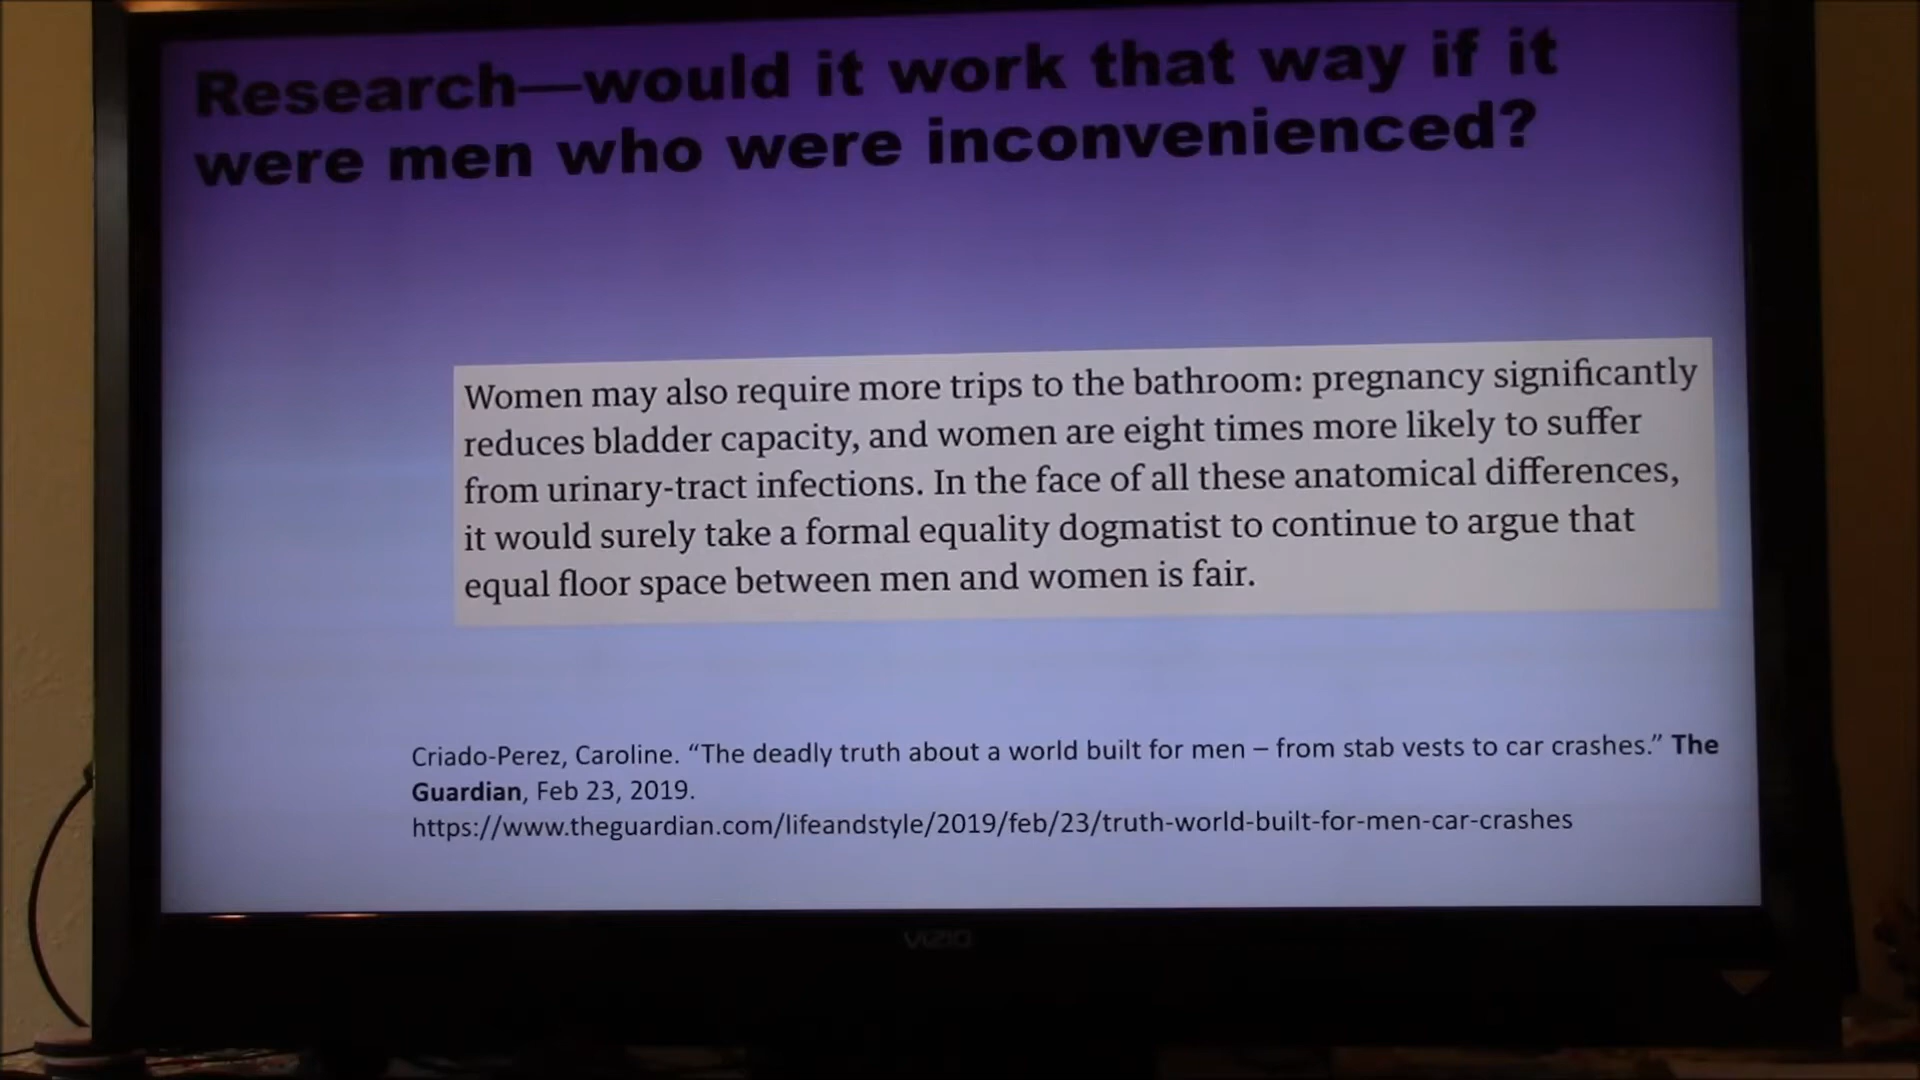 Research—would it work that way if it
were men who were inconvenienced?
Women may also require more trips to the bathroom: pregnancy significantly
reduces bladder capacity, and women are eight times more likely to suffer
from urinary-tract infections. In the face of all these anatomical differences,
it would surely take a formal equality dogmatist to continue to argue that
equal floor space between men and women is fair.
Criado-Perez, Caroline. “The deadly truth about a world built for men – from stab vests to car crashes.” The
Guardian, Feb 23, 2019.
https://www.theguardian.com/lifeandstyle/2019/feb/23/truth-world-built-for-men-car-crashes
VIZIO